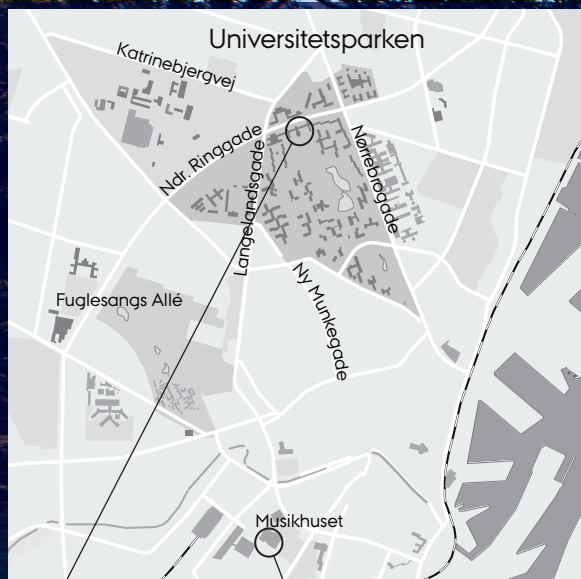 Universitetsparken
Katrinebjergvej
Ndr. Ringgade
Langelandsgade
Nørrebrogade
Ny Munkegade
Fuglesangs Allé
Musikhuset